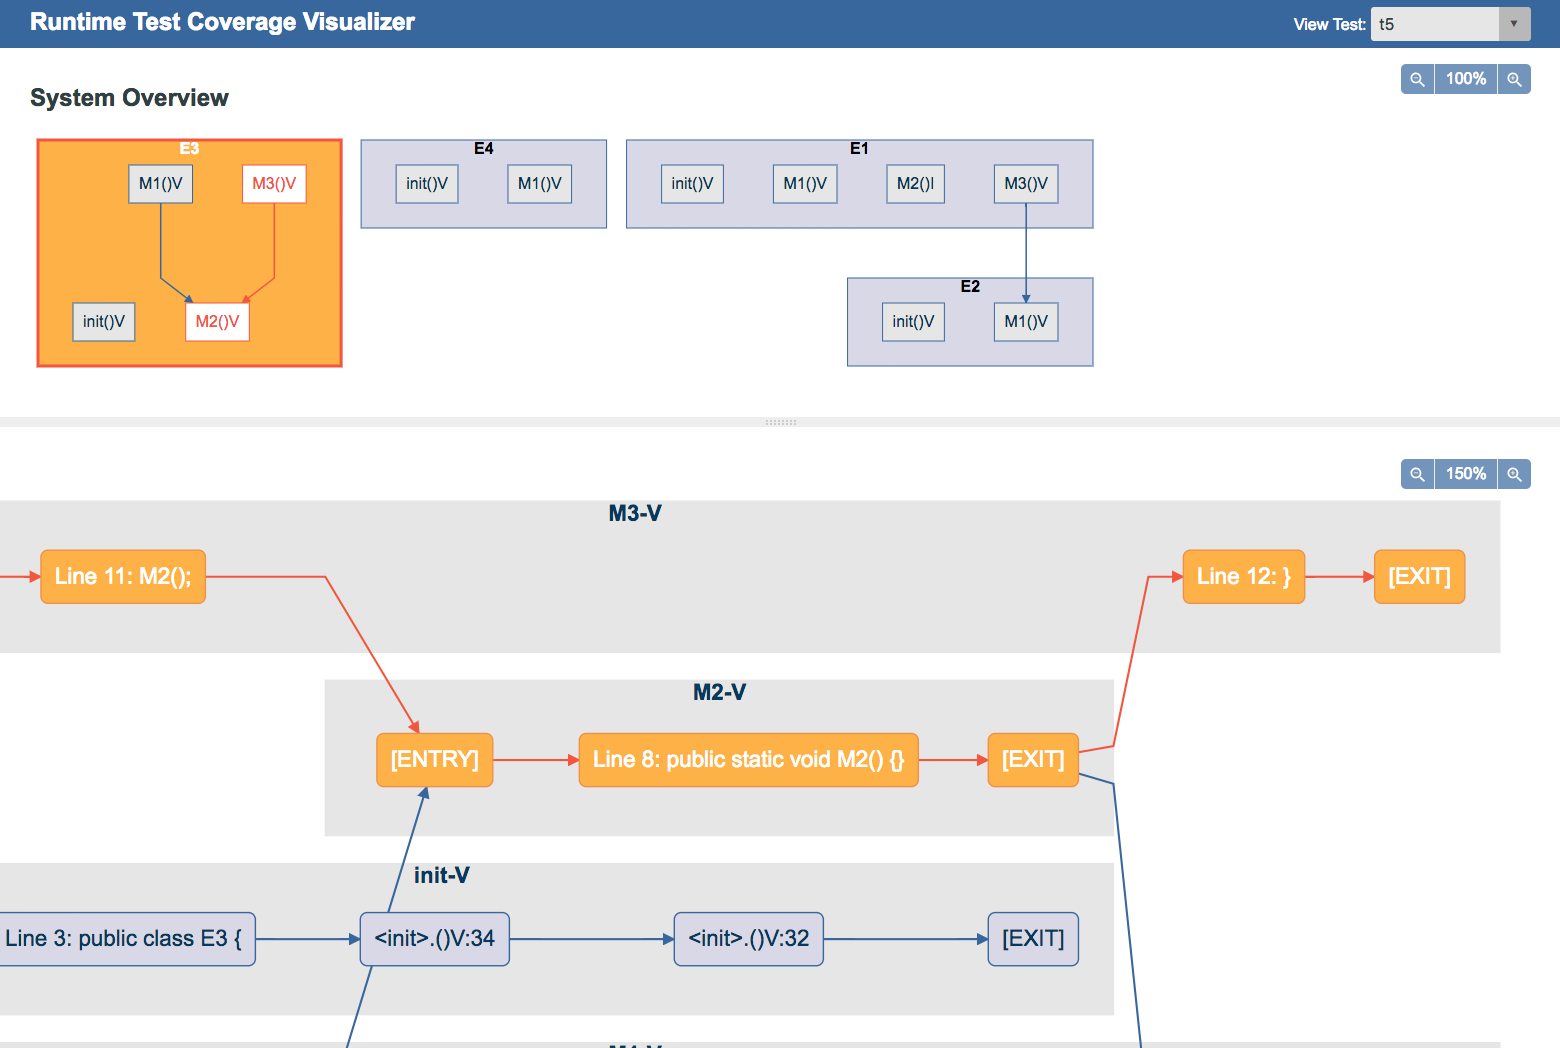 Runtime Test Coverage Visualizer
View Test: t5
100%
System Overview
E3
E4
E1
M1()V
M3()V
init()V
M1()V
init()V
M1()V
M2()I
M3()V
E2
init()V
M2()V
init()V
M1()V
150%
M3-V
Line 11: M2();
Line 12: }
[EXIT]
M2-V
[ENTRY]
Line 8: public static void M2() {}
[EXIT]
init-V
Line 3: public class E3 {
<init>.()V:34
<init>.()V:32
[EXIT]